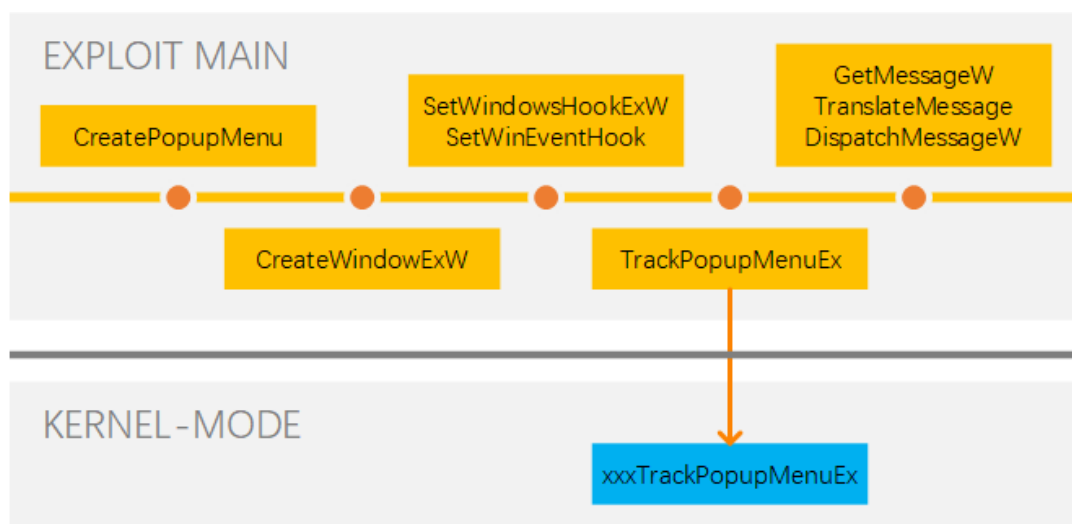 EXPLOIT MAIN
CreatePopupMenu
CreateWindowExW
SetWindowsHookExW
SetWinEventHook
TrackPopupMenuEx
GetMessageW
TranslateMessage
DispatchMessageW
KERNEL-MODE
xxxTrackPopupMenuEx